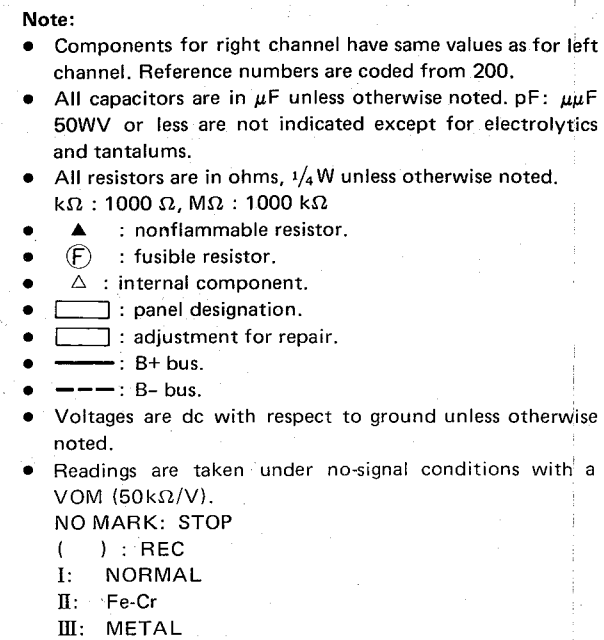 Note:
● Components for right channel have same values as for left
channel. Reference numbers are coded from 200.
● All capacitors are in μF unless otherwise noted. pF: μμF
50WV or less are not indicated except for electrolytics
and tantalums.
● All resistors are in ohms, ¼W unless otherwise noted.
kΩ : 1000 Ω, MΩ : 1000 kΩ
● ▲ : nonflammable resistor.
● Ⓕ : fusible resistor.
● △ : internal component.
● : panel designation.
● : adjustment for repair.
● : B+ bus.
● ––– : B– bus.
● Voltages are dc with respect to ground unless otherwise
noted.
● Readings are taken under no-signal conditions with a
VOM (50kΩ/V).
NO MARK: STOP
( ) : REC
I: NORMAL
II: Fe-Cr
III: METAL